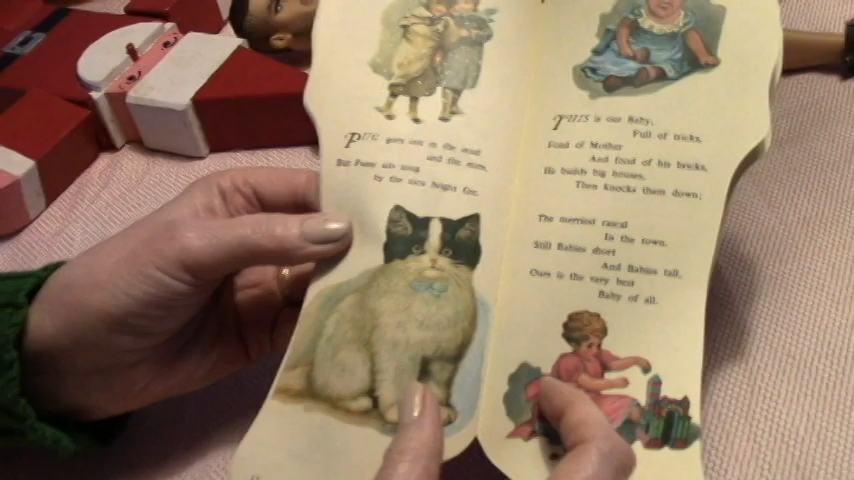 PUG goes out in the wind
and the rain,
But Pussy sits snug
by the nice bright fire.
THIS is our Baby,
Full of tricks,
Fond of Mother
And fond of his bricks,
He builds big houses,
Then knocks them down;
The merriest rascal
In the town.
Still Babies short
And Babies tall,
Ours is the very best
Baby of all.